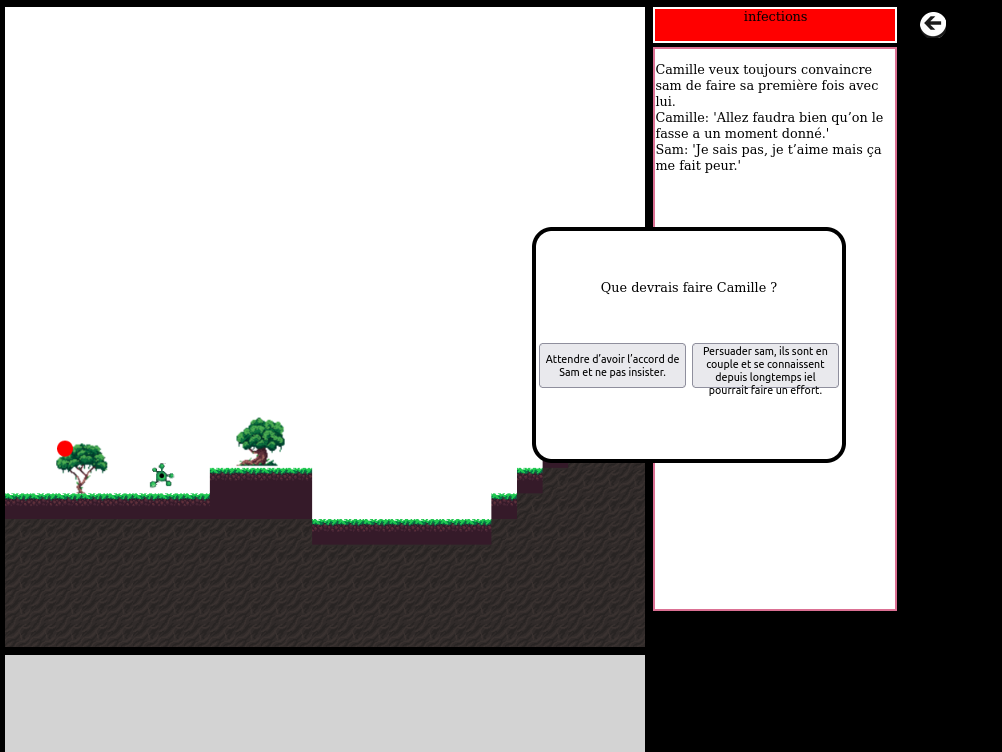 infections
Camille veux toujours convaincre
sam de faire sa première fois avec
lui.
Camille: 'Allez faudra bien qu’on le
fasse a un moment donné.'
Sam: 'Je sais pas, je t’aime mais ça
me fait peur.'
Que devrais faire Camille ?
Attendre d’avoir l’accord de
Sam et ne pas insister.
Persuader sam, ils sont en
couple et se connaissent
depuis longtemps iel
pourrait faire un effort.